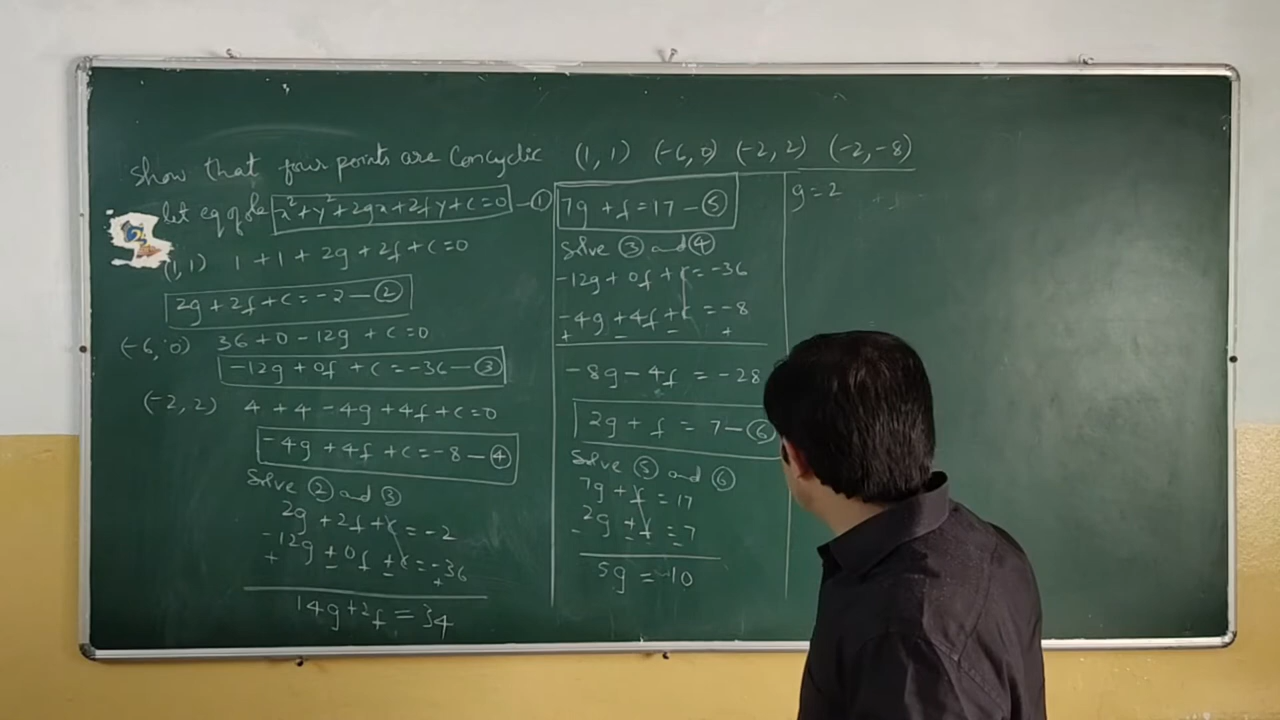 Show that four points are Concyclic (1, 1) (-6, 0) (-2, 2) (-2, -8)
let eq of ole x²+y²+2gx+2fy+c=0 - ①
(1, 1) 1 + 1 + 2g + 2f + c = 0
2g + 2f + c = -2 - ②
(-6, 0) 36 + 0 - 12g + c = 0
-12g + 0f + c = -36 - ③
(-2, 2) 4 + 4 - 4g + 4f + c = 0
-4g + 4f + c = -8 - ④
Solve ② and ③
2g + 2f + c = -2
-12g + 0f + c = -36
+ - - +
14g + 2f = 34
7g + f = 17 - ⑤
Solve ③ and ④
-12g + 0f + c = -36
-4g + 4f + c = -8
+ - - +
-8g - 4f = -28
2g + f = 7 - ⑥
Solve ⑤ and ⑥
7g + f = 17
2g + f = 7
- - -
5g = 10
g = 2